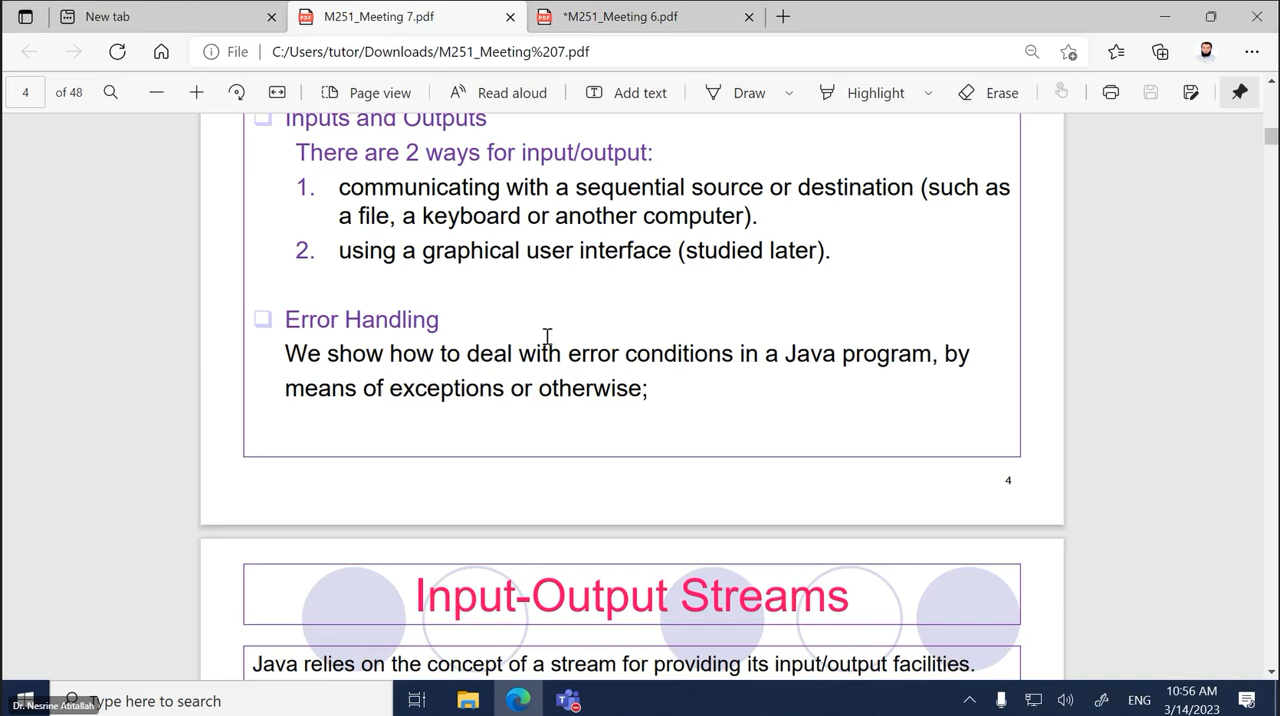 New tab
M251_Meeting 7.pdf
*M251_Meeting 6.pdf
File
C:/Users/tutor/Downloads/M251_Meeting%207.pdf
4 of 48
Page view
Read aloud
Add text
Draw
Highlight
Erase
Inputs and Outputs
There are 2 ways for input/output:
1. communicating with a sequential source or destination (such as
a file, a keyboard or another computer).
2. using a graphical user interface (studied later).
Error Handling
We show how to deal with error conditions in a Java program, by
means of exceptions or otherwise;
4
Input-Output Streams
Java relies on the concept of a stream for providing its input/output facilities.
Type here to search
Dr. Nesrine Atitallah
ENG
10:56 AM
3/14/2023